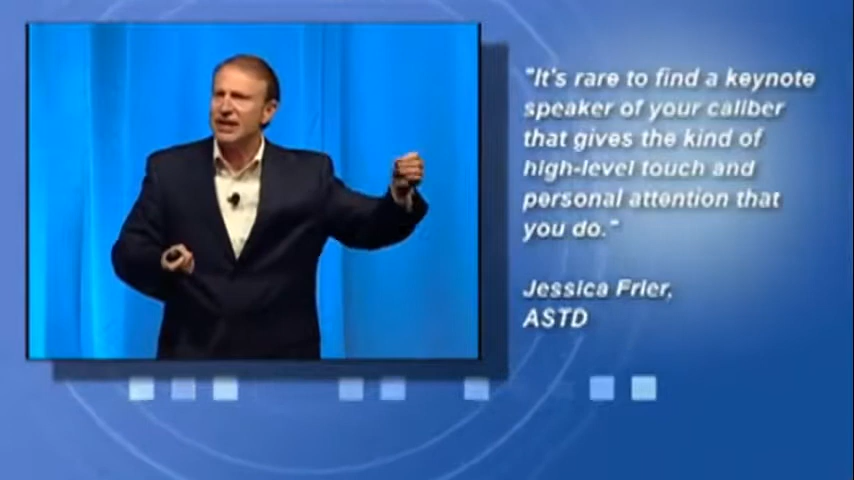 "It's rare to find a keynote
speaker of your caliber
that gives the kind of
high-level touch and
personal attention that
you do."
Jessica Frier,
ASTD